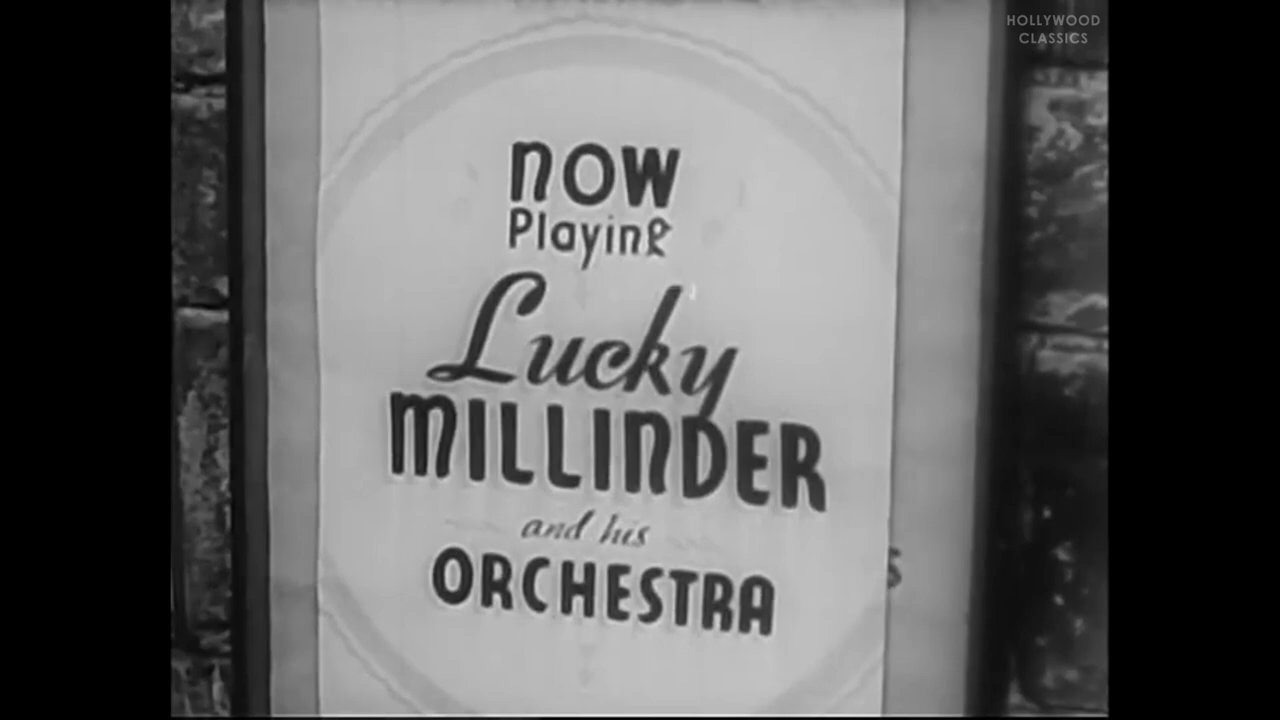 HOLLYWOOD
CLASSICS
NOW
Playing
Lucky
MILLINDER
and his
ORCHESTRA
S